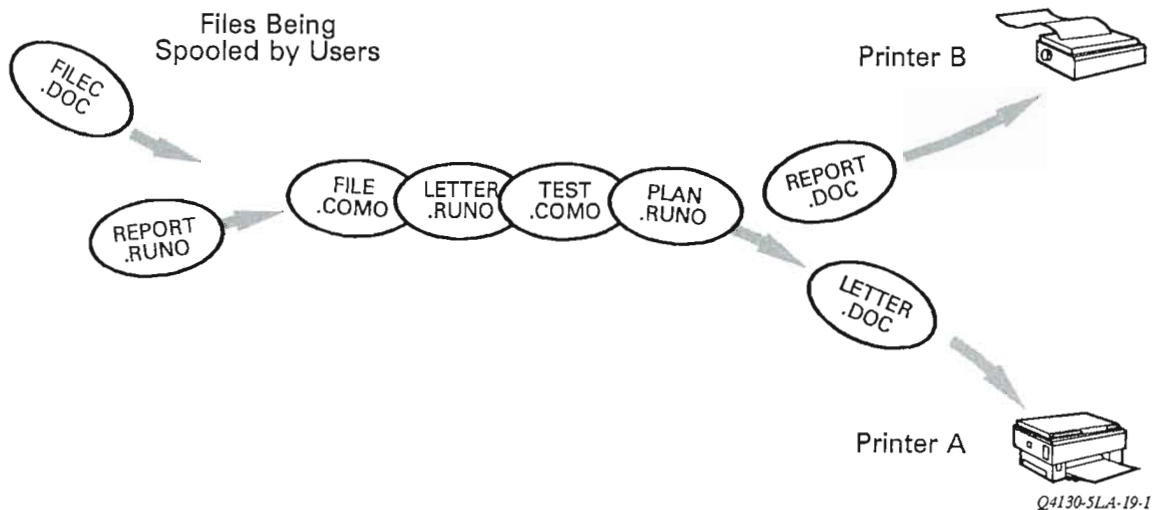 Files Being
Spooled by Users
FILEC
.DOC
REPORT
.RUNO
FILE
.COMO
LETTER
.RUNO
TEST
.COMO
PLAN
.RUNO
REPORT
.DOC
Printer B
LETTER
.DOC
Printer A
Q4130-5LA-19-1